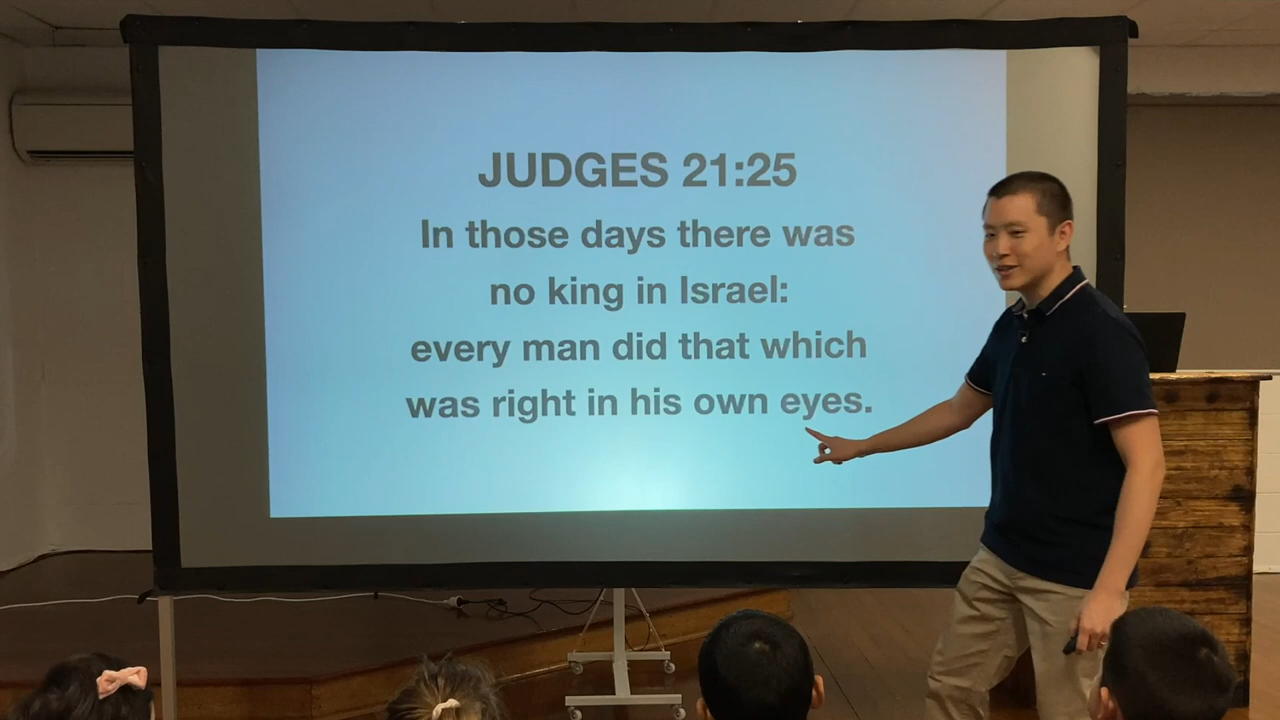 JUDGES 21:25
In those days there was
no king in Israel:
every man did that which
was right in his own eyes.